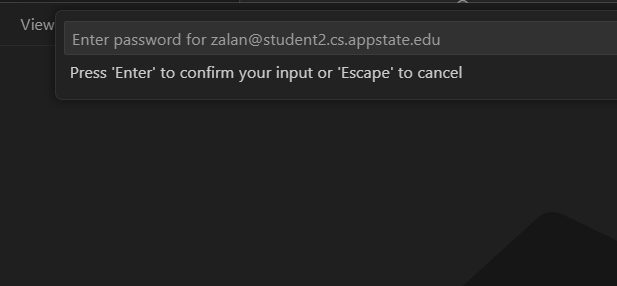 View
Enter password for zalan@student2.cs.appstate.edu
Press 'Enter' to confirm your input or 'Escape' to cancel